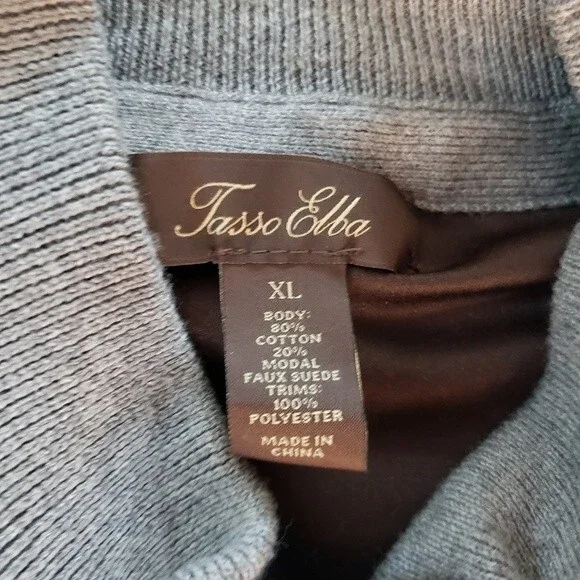 Tasso Elba
XL
BODY:
80%
COTTON
20%
MODAL
FAUX SUEDE
TRIMS:
100%
POLYESTER
MADE IN
CHINA